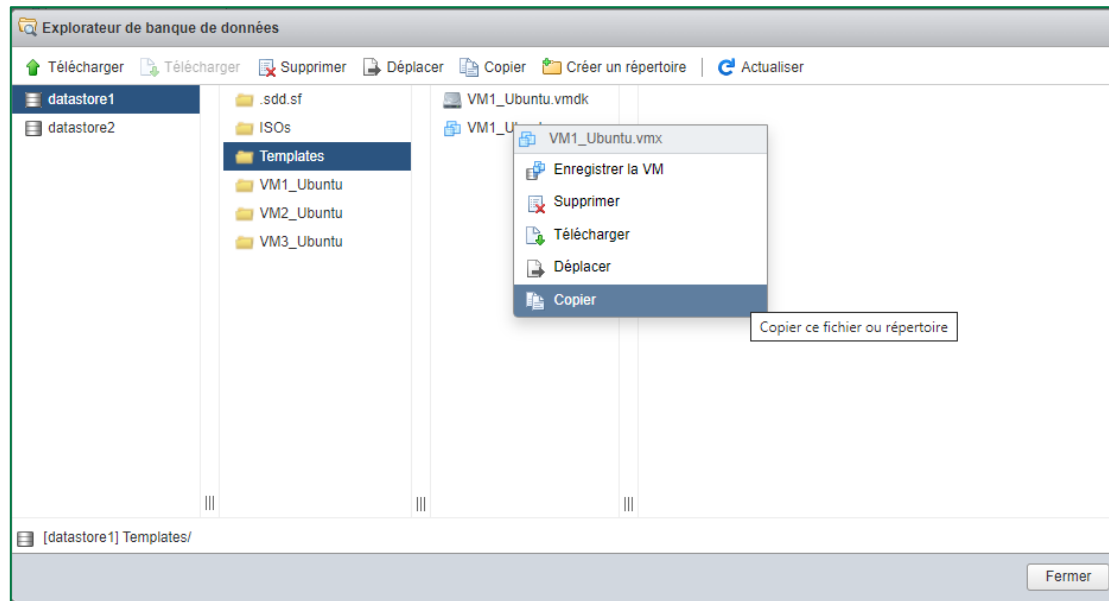 Explorateur de banque de données
Télécharger Télécharger Supprimer Déplacer Copier Créer un répertoire | Actualiser
datastore1
datastore2
.sdd.sf
ISOs
Templates
VM1_Ubuntu
VM2_Ubuntu
VM3_Ubuntu
VM1_Ubuntu.vmdk
VM1_U
VM1_Ubuntu.vmx
Enregistrer la VM
Supprimer
Télécharger
Déplacer
Copier
Copier ce fichier ou répertoire
[datastore1] Templates/
Fermer